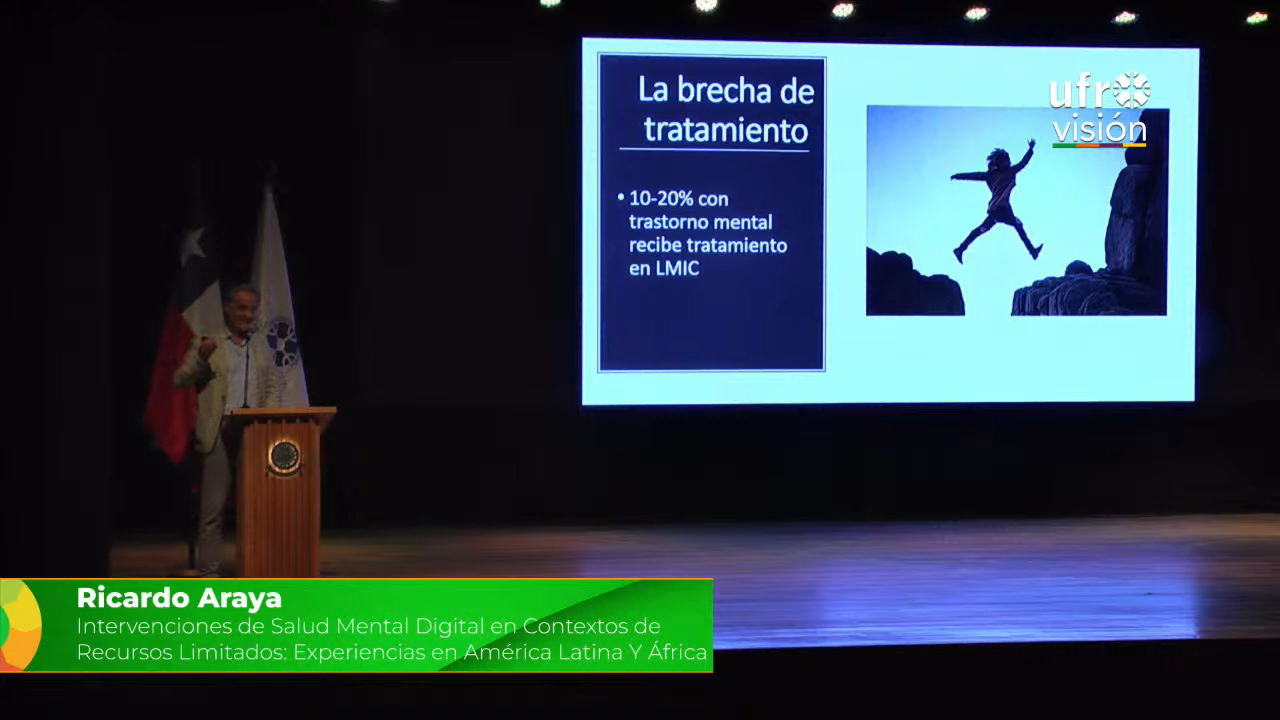 La brecha de
tratamiento
• 10-20% con
trastorno mental
recibe tratamiento
en LMIC
ufro
visión
Ricardo Araya
Intervenciones de Salud Mental Digital en Contextos de
Recursos Limitados: Experiencias en América Latina Y África